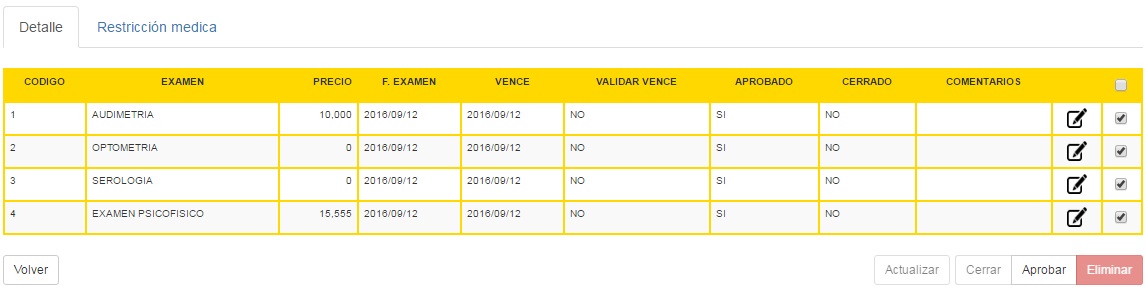 Detalle Restricción medica
CODIGO EXAMEN PRECIO F. EXAMEN VENCE VALIDAR VENCE APROBADO CERRADO COMENTARIOS
1 AUDIMETRIA 10,000 2016/09/12 2016/09/12 NO SI NO
2 OPTOMETRIA 0 2016/09/12 2016/09/12 NO SI NO
3 SEROLOGIA 0 2016/09/12 2016/09/12 NO SI NO
4 EXAMEN PSICOFISICO 15,555 2016/09/12 2016/09/12 NO SI NO
Volver Actualizar Cerrar Aprobar Eliminar